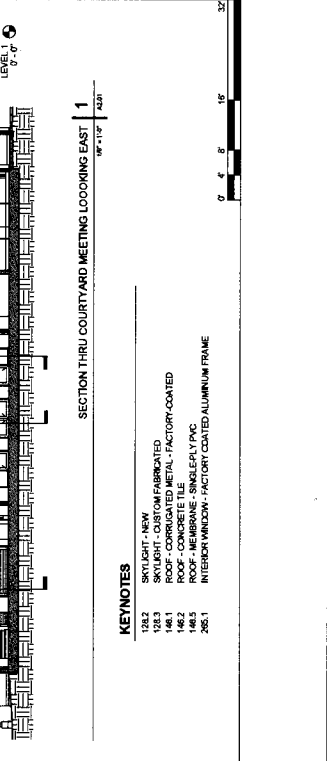 LEVEL 1
0' - 0"
SECTION THRU COURTYARD MEETING LOOOKING EAST
1
A2.01
1/8" = 1'-0"
KEYNOTES
128.2 SKYLIGHT - NEW
128.3 SKYLIGHT - CUSTOM FABRICATED
146.1 ROOF - CORRUGATED METAL - FACTORY-COATED
146.2 ROOF - CONCRETE TILE
146.5 ROOF - MEMBRANE - SINGLE-PLY PVC
265.1 INTERIOR WINDOW - FACTORY COATED ALUMINUM FRAME
0' 4' 8' 16' 32'